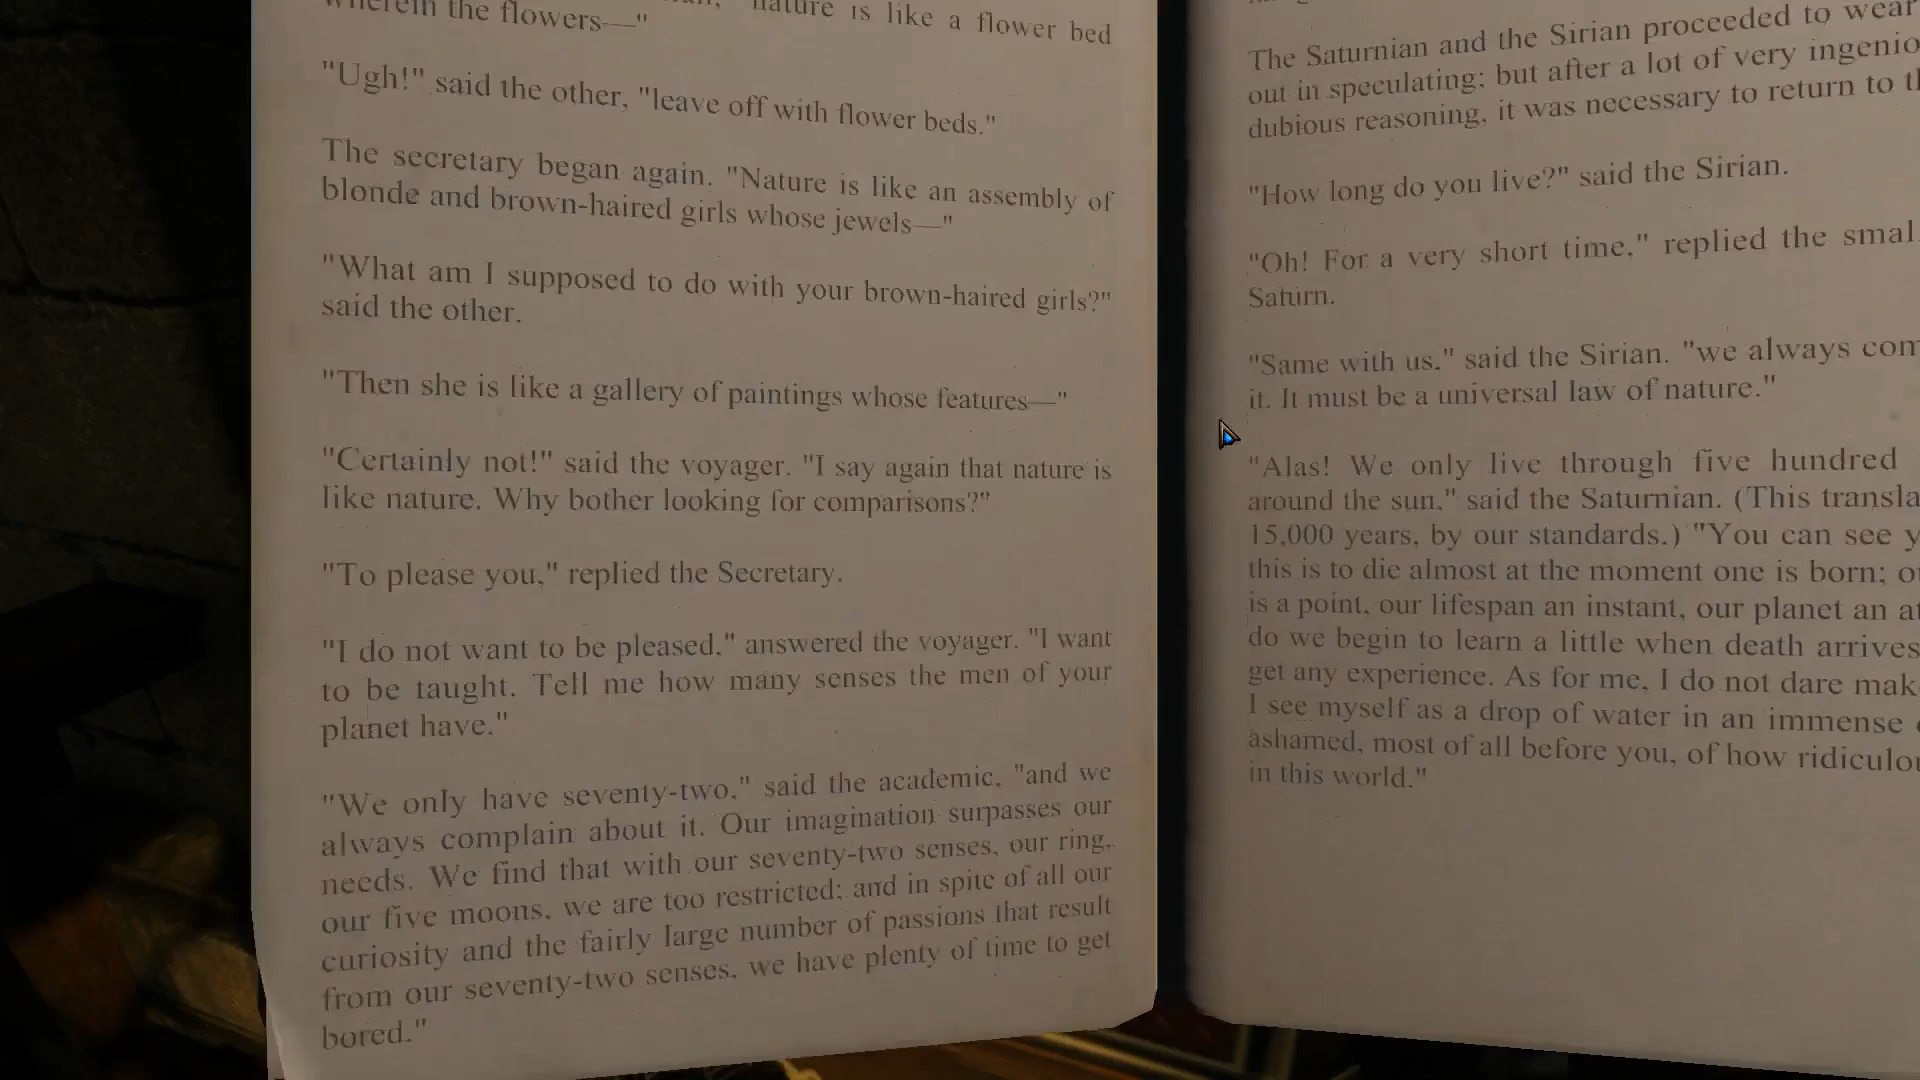 nature is like a flower bed
wherein the flowers—"
"Ugh!" said the other, "leave off with flower beds."
The secretary began again. "Nature is like an assembly of
blonde and brown-haired girls whose jewels—"
"What am I supposed to do with your brown-haired girls?"
said the other.
"Then she is like a gallery of paintings whose features—"
"Certainly not!" said the voyager. "I say again that nature is
like nature. Why bother looking for comparisons?"
"To please you," replied the Secretary.
"I do not want to be pleased," answered the voyager. "I want
to be taught. Tell me how many senses the men of your
planet have."
"We only have seventy-two," said the academic, "and we
always complain about it. Our imagination surpasses our
needs. We find that with our seventy-two senses, our ring,
our five moons, we are too restricted; and in spite of all our
curiosity and the fairly large number of passions that result
from our seventy-two senses, we have plenty of time to get
bored."
The Saturnian and the Sirian proceeded to wear
out in speculating; but after a lot of very ingenio
dubious reasoning, it was necessary to return to
"How long do you live?" said the Sirian.
"Oh! For a very short time," replied the smal
Saturn.
"Same with us," said the Sirian. "we always com
it. It must be a universal law of nature."
"Alas! We only live through five hundred
around the sun," said the Saturnian. (This transla
15,000 years, by our standards.) "You can see y
this is to die almost at the moment one is born; o
is a point, our lifespan an instant, our planet an a
do we begin to learn a little when death arrives
get any experience. As for me, I do not dare mak
I see myself as a drop of water in an immense
ashamed, most of all before you, of how ridiculo
in this world."